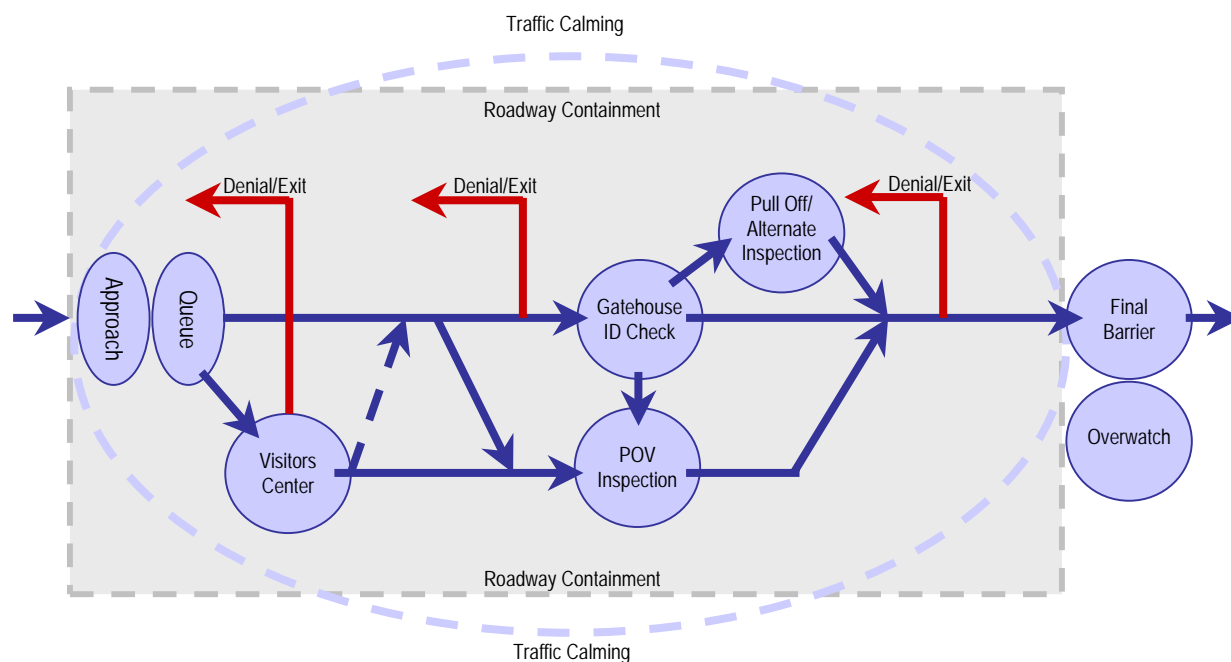 Traffic Calming
Roadway Containment
Denial/Exit
Denial/Exit
Denial/Exit
Pull Off/
Alternate
Inspection
Approach
Queue
Gatehouse
ID Check
Final
Barrier
Visitors
Center
POV
Inspection
Overwatch
Roadway Containment
Traffic Calming